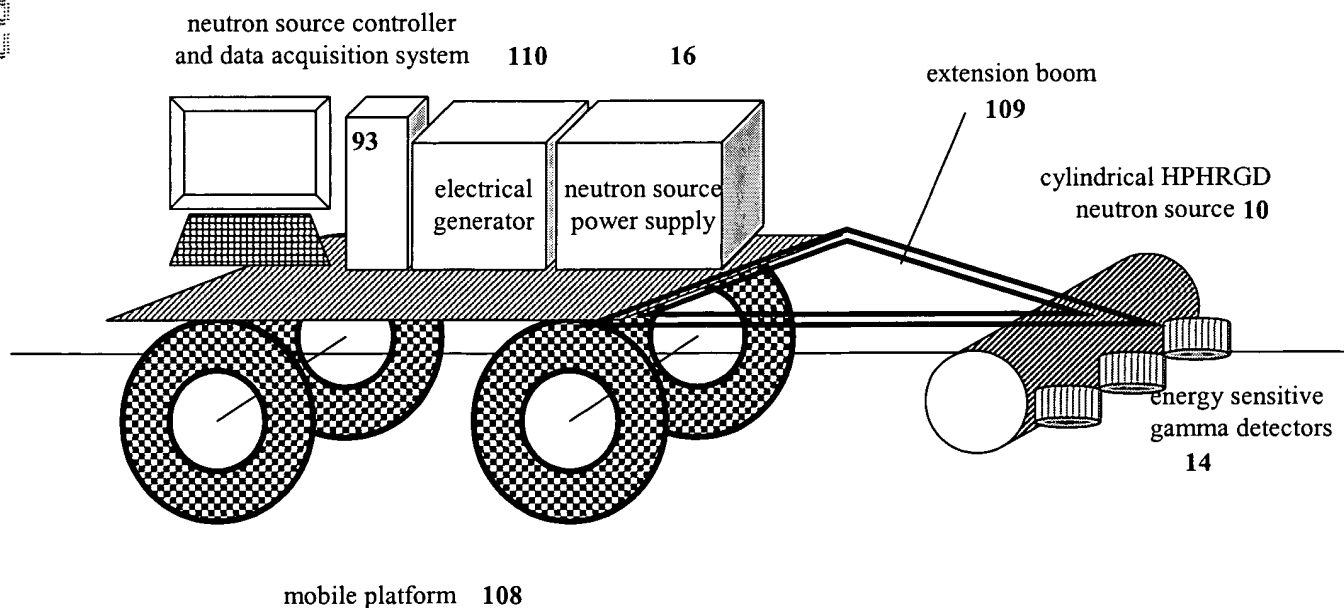 neutron source controller
and data acquisition system 110 16
extension boom
109
93
cylindrical HPHRGD
neutron source 10
electrical
generator
neutron source
power supply
energy sensitive
gamma detectors
14
mobile platform 108